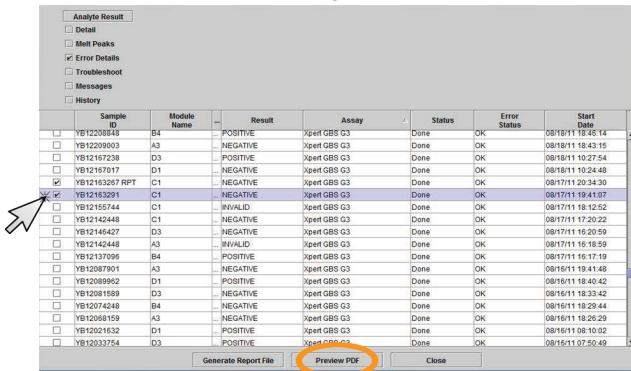 Analyte Result
Detail
Melt Peaks
Error Details
Troubleshoot
Messages
History
Sample ID Module Name ... Result Assay Status Error Status Start Date
YB12208848 B4 ... POSITIVE Xpert GBS G3 Done OK 08/18/11 18:46:14
YB12209003 A3 ... NEGATIVE Xpert GBS G3 Done OK 08/18/11 18:43:15
YB12167238 D3 ... POSITIVE Xpert GBS G3 Done OK 08/18/11 10:27:54
YB12167017 D1 ... NEGATIVE Xpert GBS G3 Done OK 08/18/11 10:24:48
YB12163267 RPT C1 ... NEGATIVE Xpert GBS G3 Done OK 08/17/11 20:34:30
YB12163291 C1 ... NEGATIVE Xpert GBS G3 Done OK 08/17/11 19:41:07
YB12155744 C1 ... INVALID Xpert GBS G3 Done OK 08/17/11 18:12:52
YB12142448 C1 ... NEGATIVE Xpert GBS G3 Done OK 08/17/11 17:20:22
YB12146427 D3 ... NEGATIVE Xpert GBS G3 Done OK 08/17/11 16:20:59
YB12142448 A3 ... INVALID Xpert GBS G3 Done OK 08/17/11 16:18:59
YB12137096 B4 ... POSITIVE Xpert GBS G3 Done OK 08/17/11 16:17:19
YB12087901 A3 ... NEGATIVE Xpert GBS G3 Done OK 08/16/11 19:41:48
YB12089962 D1 ... POSITIVE Xpert GBS G3 Done OK 08/16/11 18:40:42
YB12081589 D3 ... NEGATIVE Xpert GBS G3 Done OK 08/16/11 18:33:42
YB12074248 B4 ... NEGATIVE Xpert GBS G3 Done OK 08/16/11 18:29:44
YB12068159 A3 ... NEGATIVE Xpert GBS G3 Done OK 08/16/11 18:26:29
YB12021632 D1 ... POSITIVE Xpert GBS G3 Done OK 08/16/11 08:10:02
YB12033754 D3 ... POSITIVE Xpert GBS G3 Done OK 08/16/11 07:50:49
Generate Report File Preview PDF Close